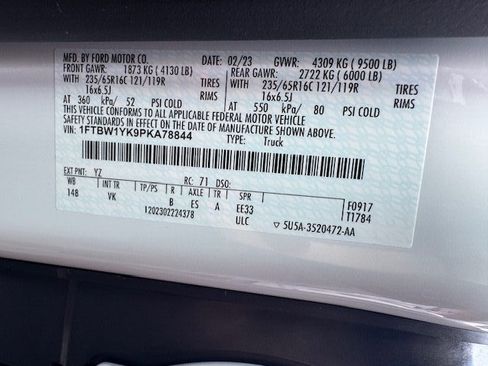 MFD. BY FORD MOTOR CO. 02/23 GVWR: 4309 KG ( 9500 LB)
FRONT GAWR: 1873 KG ( 4130 LB) REAR GAWR: 2722 KG ( 6000 LB)
WITH 235/65R16C 121/119R TIRES WITH 235/65R16C 121/119R TIRES
16x6.5J RIMS 16x6.5J RIMS
AT 360 kPa/ 52 PSI COLD AT 550 kPa/ 80 PSI COLD
THIS VEHICLE CONFORMS TO ALL APPLICABLE FEDERAL MOTOR VEHICLE
SAFETY STANDARDS IN EFFECT ON THE DATE OF MANUFACTURE SHOWN ABOVE.
VIN: 1FTBW1YK9PKA78844 TYPE: Truck
EXT PNT: YZ RC: 71 DSO: F0917
WB INT TR TP/PS R AXLE TR SPR T1784
148 VK B E5 A EE33
1202302224378 ULC ▽ 5U5A-3520472-AA